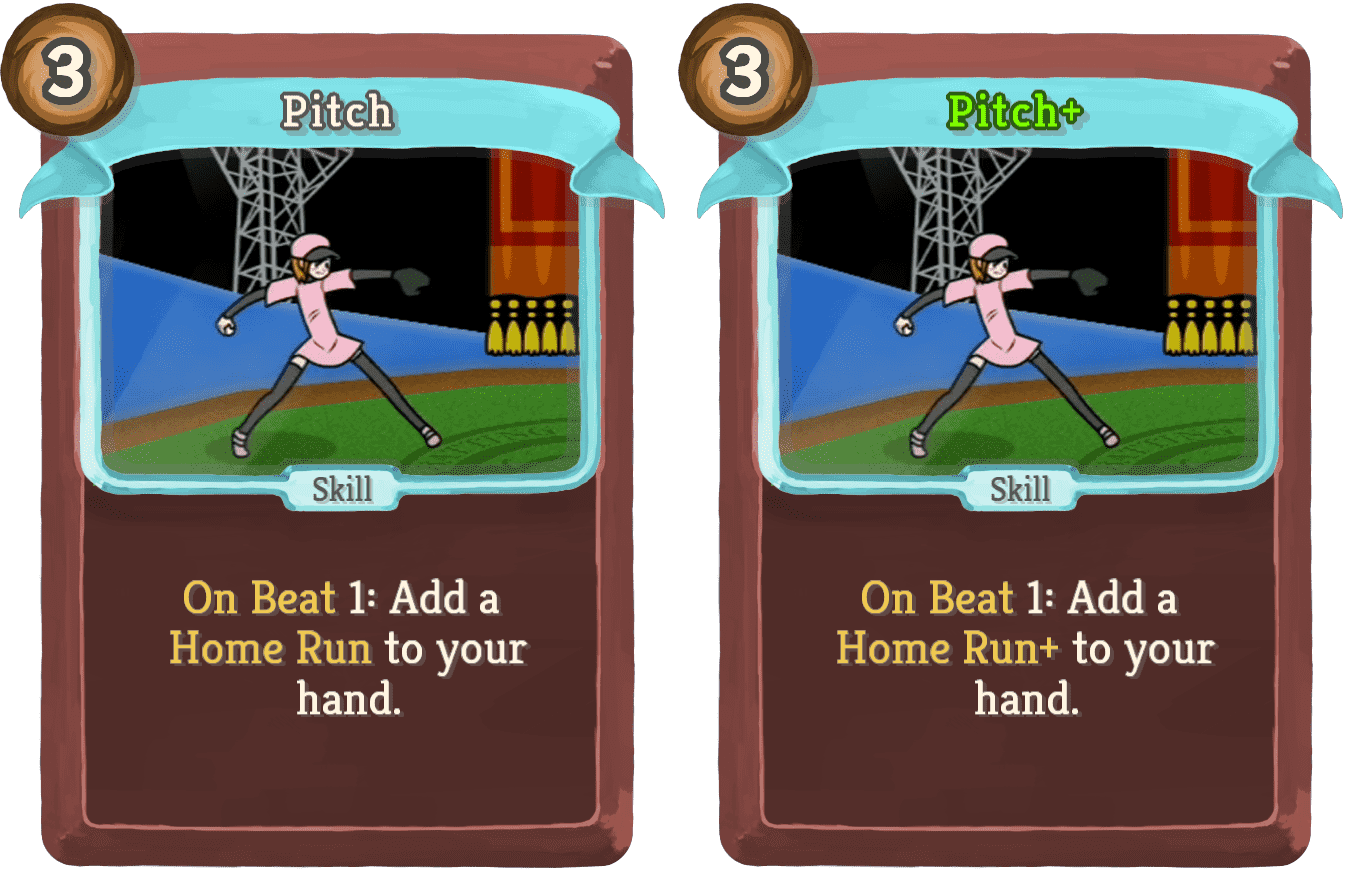 3
Pitch
Skill
On Beat 1: Add a
Home Run to your
hand.
3
Pitch+
Skill
On Beat 1: Add a
Home Run+ to your
hand.